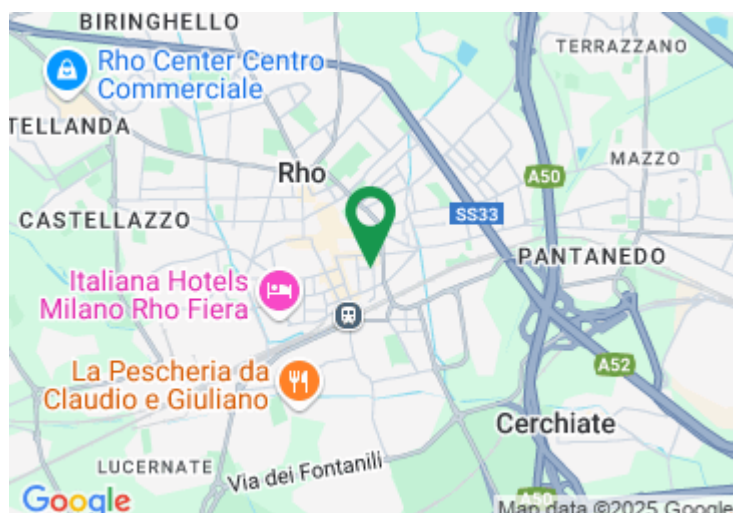 BIRINGHELLO
TERRAZZANO
Rho Center Centro
Commerciale
TELLANDA
MAZZO
Rho
A50
CASTELLAZZO
SS33
PANTANEDO
Italiana Hotels
Milano Rho Fiera
A52
La Pescheria da
Claudio e Giuliano
Cerchiate
LUCERNATE
Via dei Fontanili
A50
Google
Map data ©2025 Google